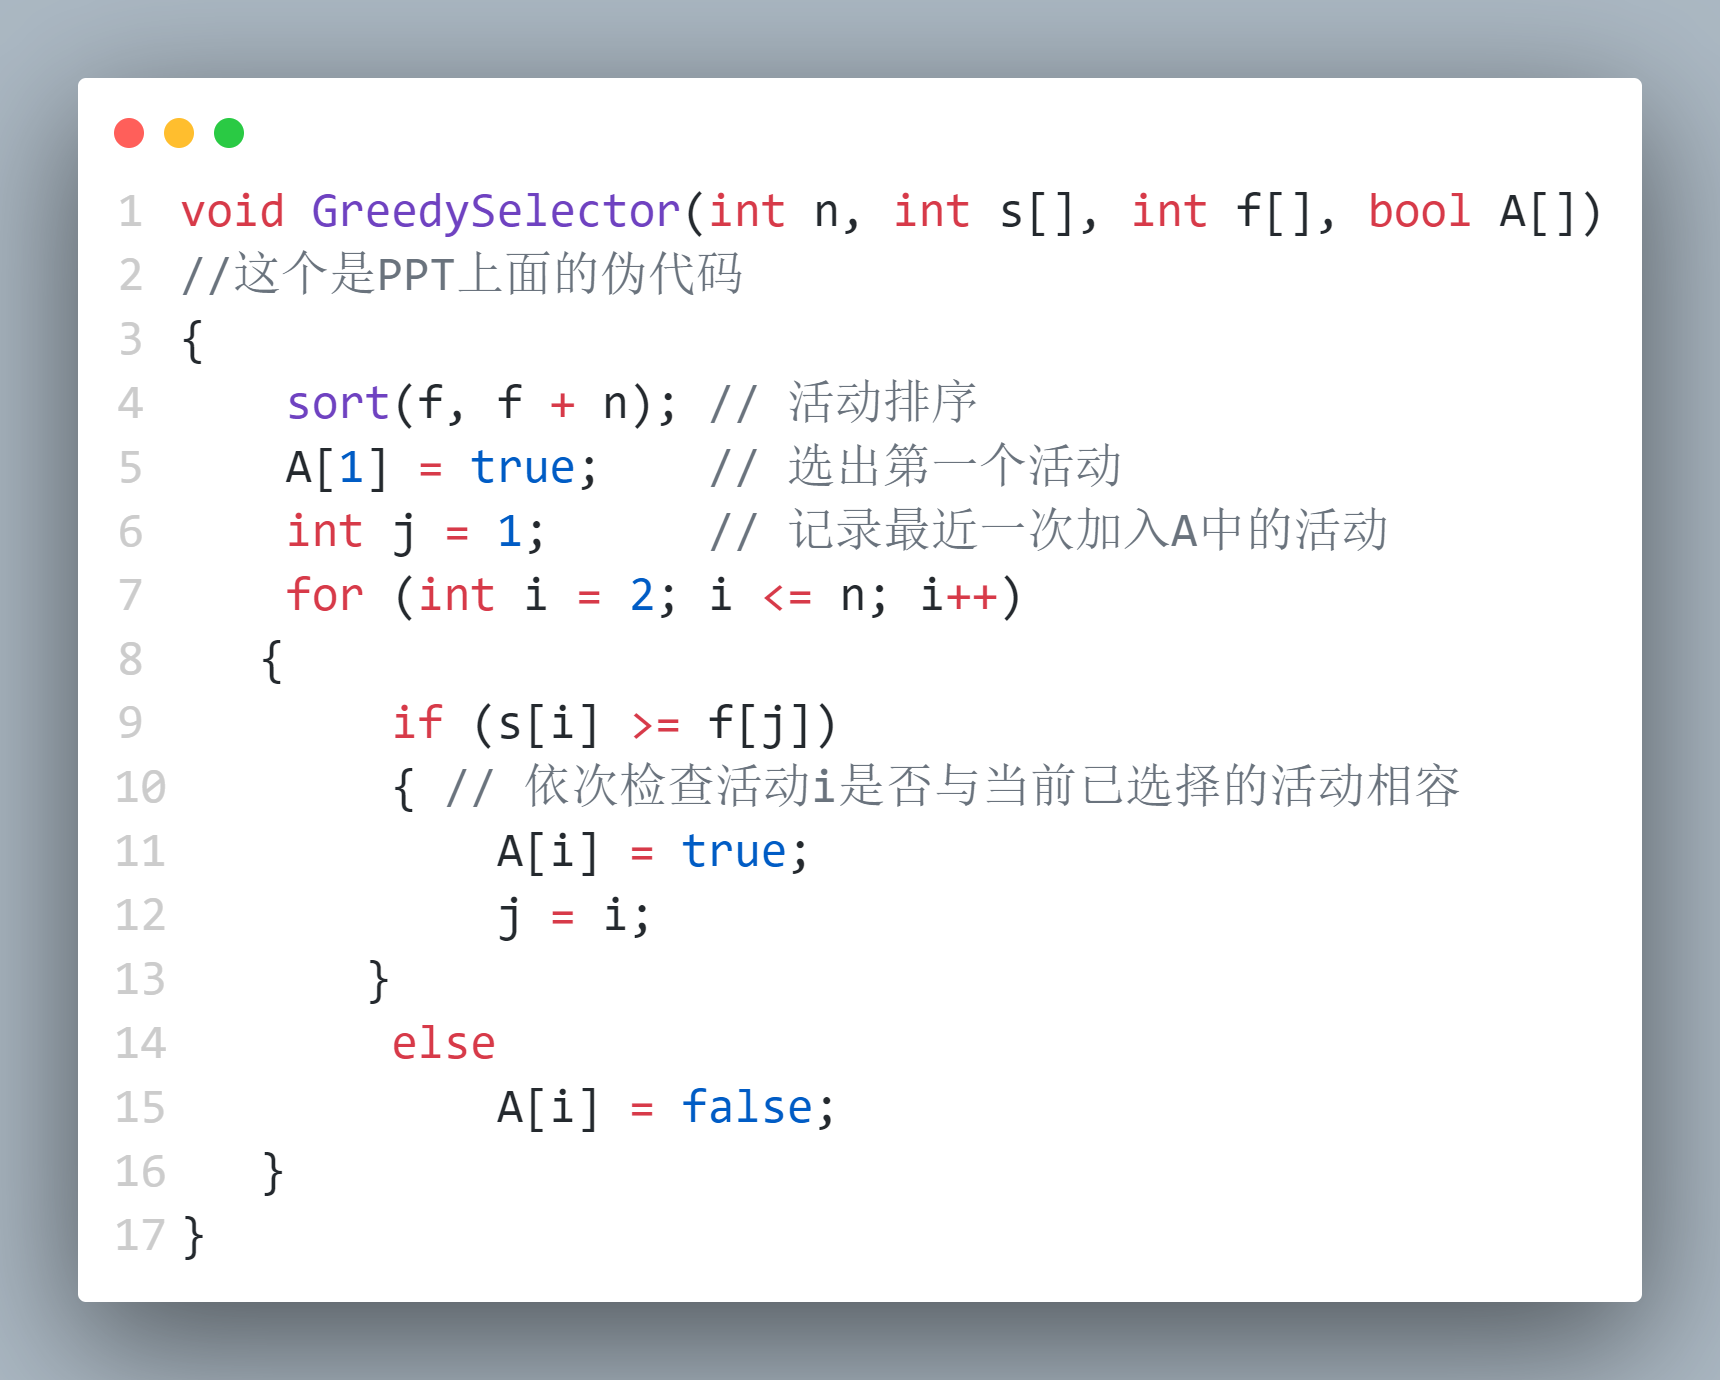 1 void GreedySelector(int n, int s[], int f[], bool A[])
2 //这个是PPT上面的伪代码
3 {
4     sort(f, f + n); // 活动排序
5     A[1] = true;    // 选出第一个活动
6     int j = 1;      // 记录最近一次加入A中的活动
7     for (int i = 2; i <= n; i++)
8    {
9         if (s[i] >= f[j])
10         { // 依次检查活动i是否与当前已选择的活动相容
11             A[i] = true;
12             j = i;
13        }
14         else
15             A[i] = false;
16    }
17 }